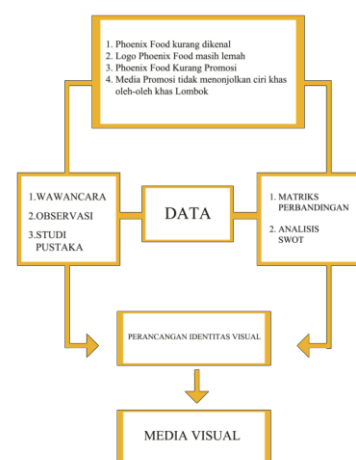 1. Phoenix Food kurang dikenal
2. Logo Phoenix Food masih lemah
3. Phoenix Food Kurang Promosi
4. Media Promosi tidak menonjolkan ciri khas
oleh-oleh khas Lombok
1.WAWANCARA
2.OBSERVASI
3.STUDI
PUSTAKA
DATA
1. MATRIKS
PERBANDINGAN
2. ANALISIS
SWOT
PERANCANGAN IDENTITAS VISUAL
MEDIA VISUAL